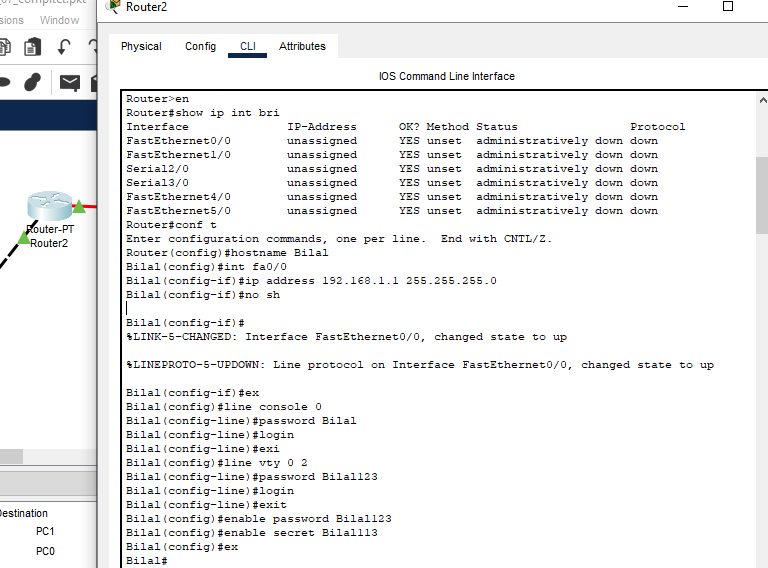 Router2
Window
Physical
Config
CLI
Attributes
IOS Command Line Interface
Router>en
Router#show ip int bri
Interface IP-Address OK? Method Status Protocol
FastEthernet0/0 unassigned YES unset administratively down down
FastEthernet1/0 unassigned YES unset administratively down down
Serial2/0 unassigned YES unset administratively down down
Serial3/0 unassigned YES unset administratively down down
FastEthernet4/0 unassigned YES unset administratively down down
FastEthernet5/0 unassigned YES unset administratively down down
Router#conf t
Enter configuration commands, one per line. End with CNTL/Z.
Router(config)#hostname Bilal
Bilal(config)#int fa0/0
Bilal(config-if)#ip address 192.168.1.1 255.255.255.0
Bilal(config-if)#no sh
Bilal(config-if)#
%LINK-5-CHANGED: Interface FastEthernet0/0, changed state to up
%LINEPROTO-5-UPDOWN: Line protocol on Interface FastEthernet0/0, changed state to up
Bilal(config-if)#ex
Bilal(config)#line console 0
Bilal(config-line)#password Bilal
Bilal(config-line)#login
Bilal(config-line)#exi
Bilal(config)#line vty 0 2
Bilal(config-line)#password Bilal123
Bilal(config-line)#login
Bilal(config-line)#exit
Bilal(config)#enable password Bilal123
Bilal(config)#enable secret Bilal113
Bilal(config)#ex
Bilal#
Router-PT
Router2
Destination
PC1
PC0